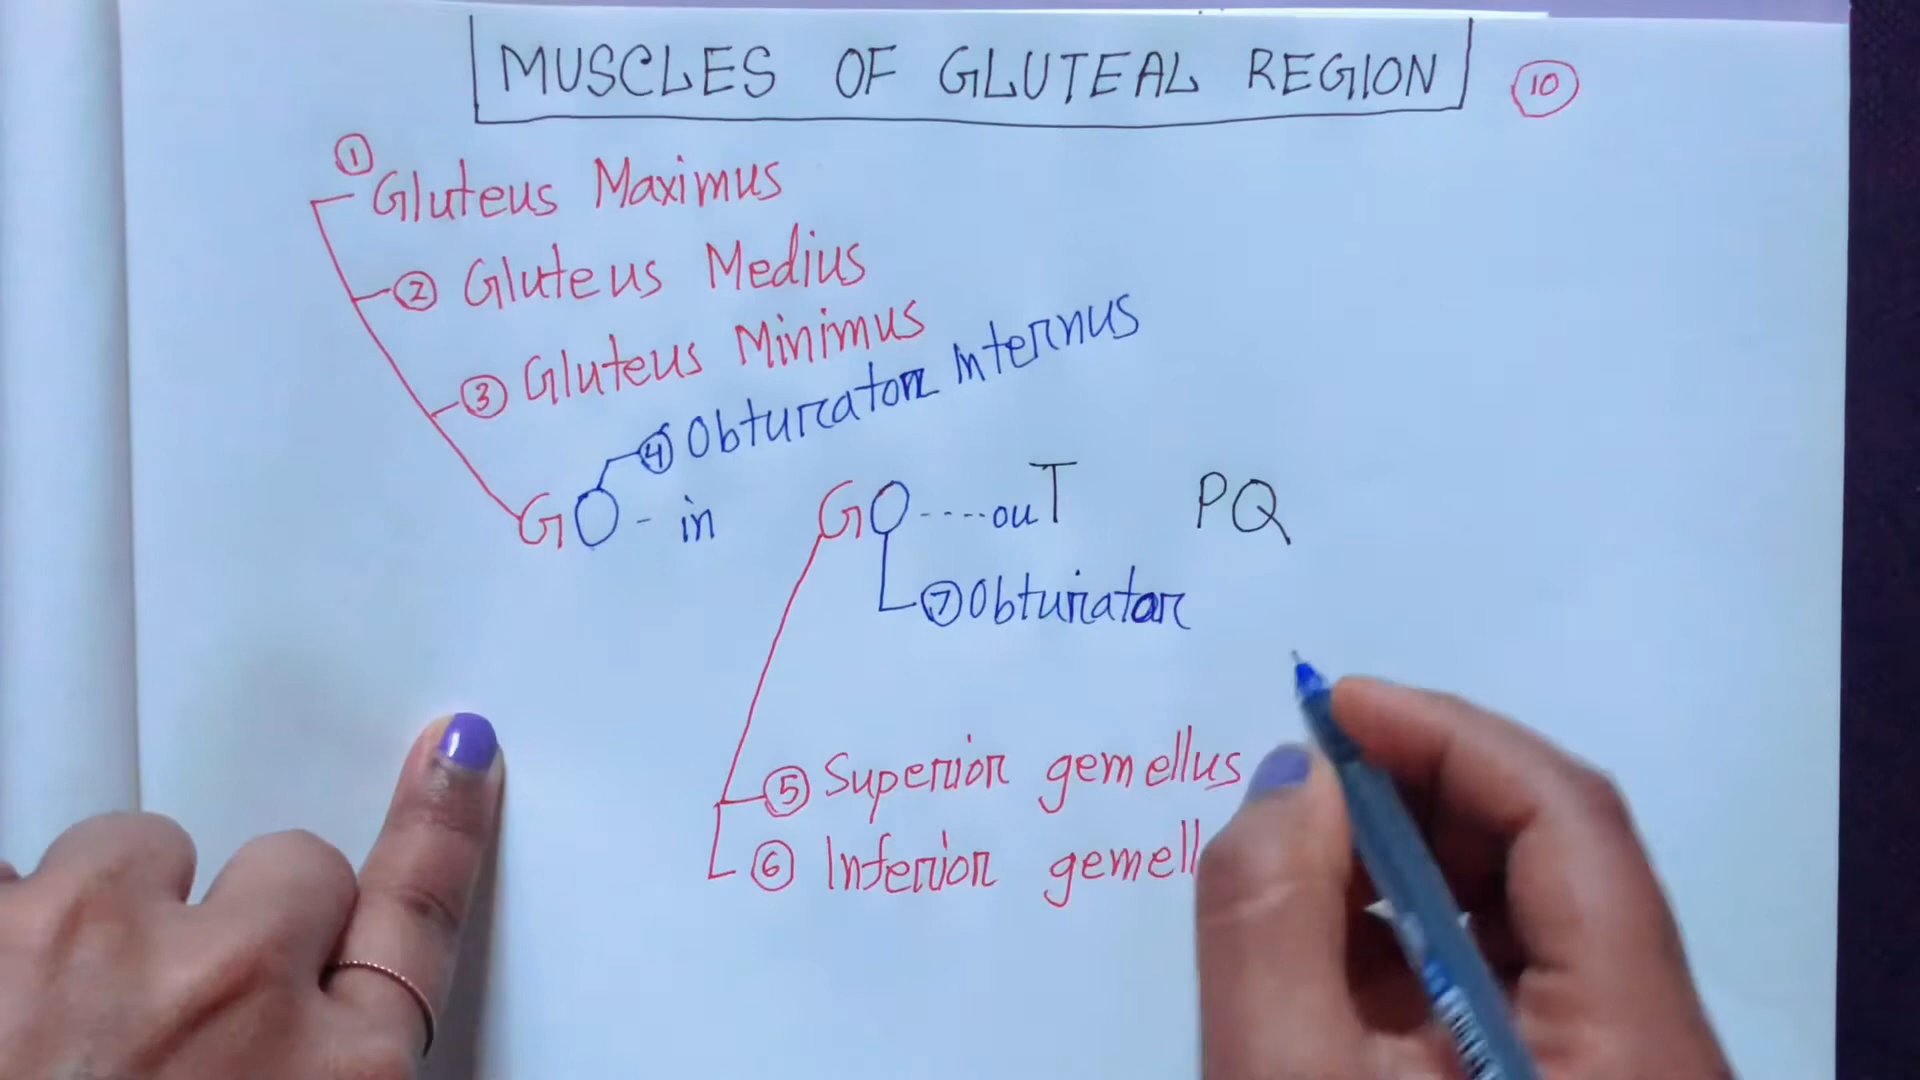 MUSCLES OF GLUTEAL REGION 10
1 Gluteus Maximus
2 Gluteus Medius
3 Gluteus Minimus
4 Obturator Internus
GO - in GO ----ouT PQ
7 Obturator
5 Superior gemellus
6 Inferior gemell